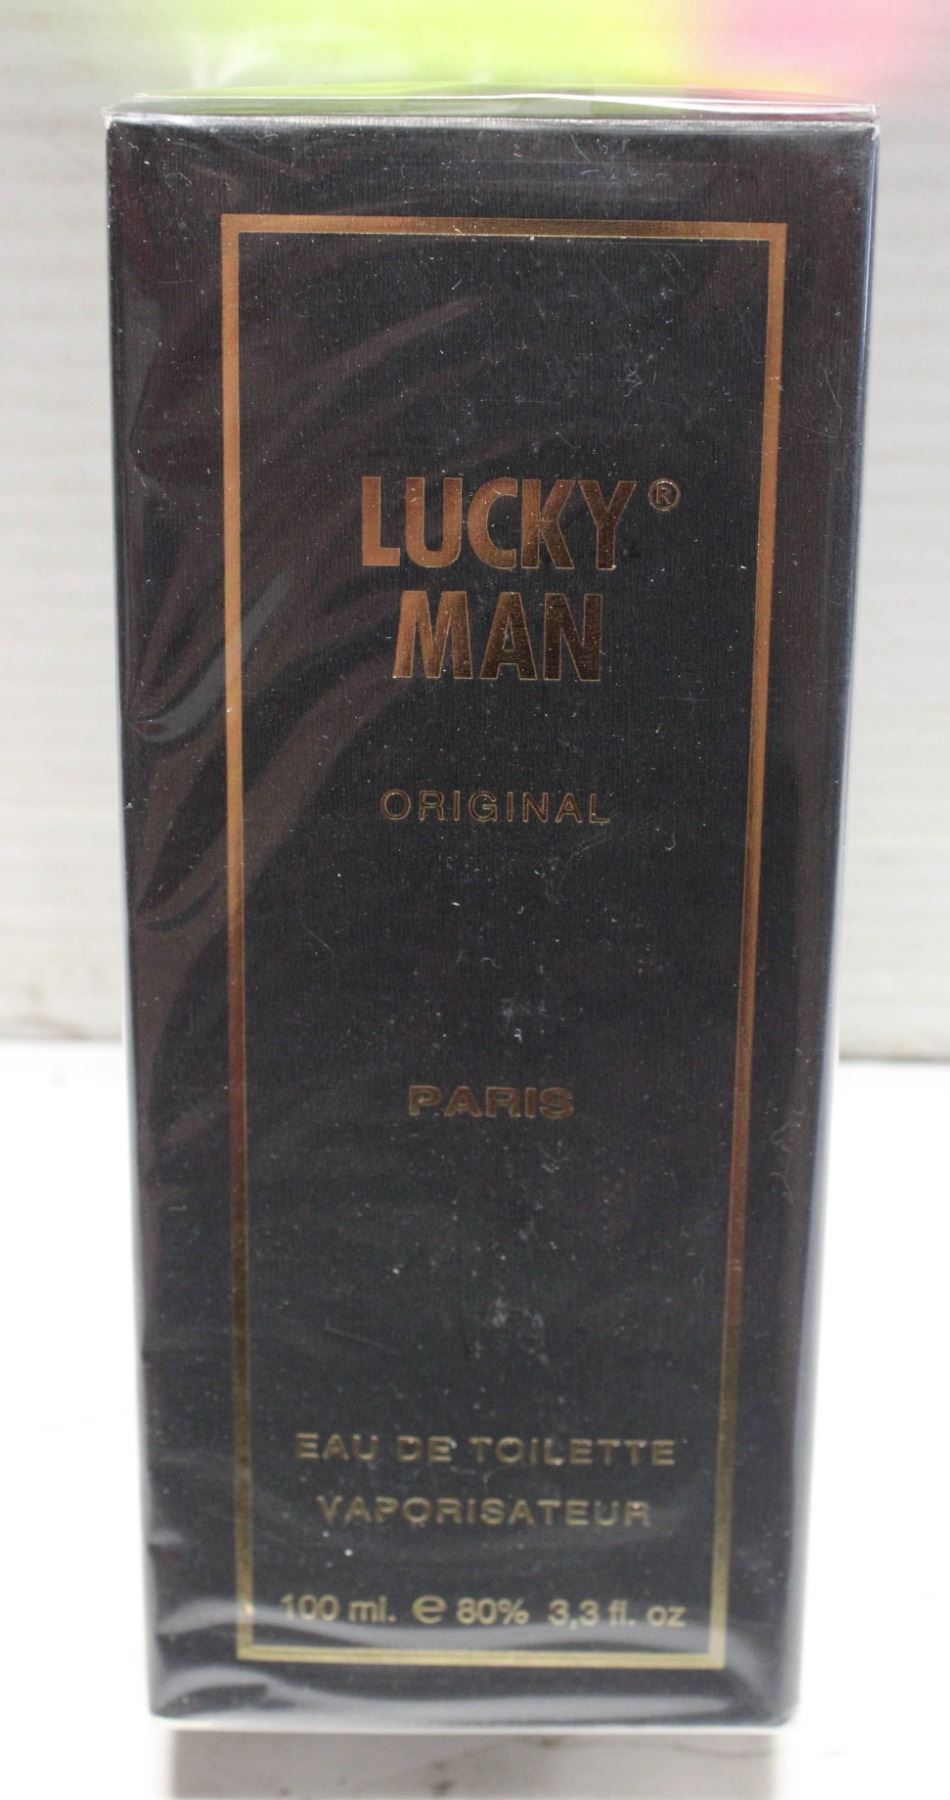 LUCKY®
MAN
ORIGINAL
PARIS
EAU DE TOILETTE
VAPORISATEUR
100 ml. e 80% 3,3 fl. oz